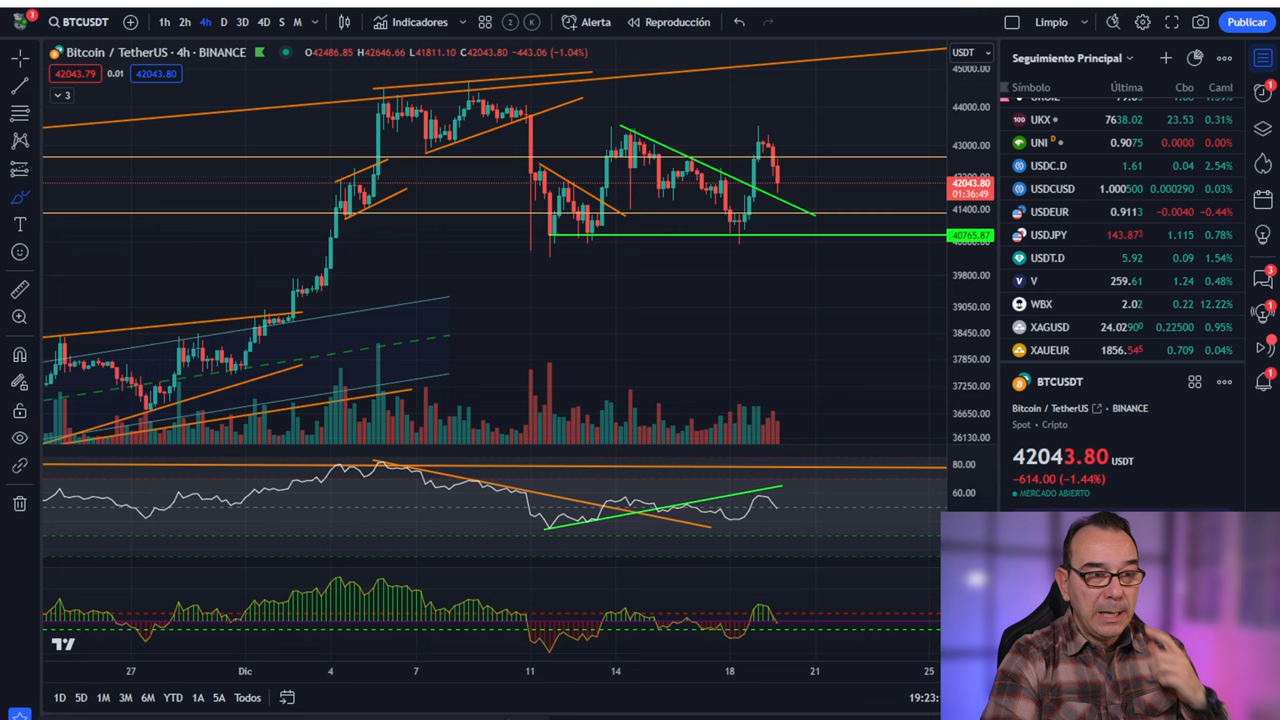 3
BTCUSDT
1h 2h 4h D 3D 4D S M
Indicadores
2 K
Alerta
Reproducción
Limpio
Publicar
Bitcoin / TetherUS · 4h · BINANCE
O42486.85 H42646.66 L41811.10 C42043.80 -443.06 (-1.04%)
42043.79 0.01 42043.80
3
USDT
45000.00
44000.00
43000.00
42043.80
01:36:49
41400.00
40765.87
39800.00
39050.00
38450.00
37850.00
37250.00
36650.00
36130.00
80.00
60.00
27 Dic 4 7 11 14 18 21 25
1D 5D 1M 3M 6M YTD 1A 5A Todos
19:23:
Seguimiento Principal
Símbolo Última Cbo Caml
UKX 7638.02 23.53 0.31%
UNI D 0.9075 0.0000 0.00%
USDC.D 1.61 0.04 2.54%
USDCUSD 1.000500 0.000290 0.03%
USDEUR 0.9113 -0.0040 -0.44%
USDJPY 143.873 1.115 0.78%
USDT.D 5.92 0.09 1.54%
V 259.61 1.24 0.48%
WBX 2.02 0.22 12.22%
XAGUSD 24.02900 0.22500 0.95%
XAUEUR 1856.545 0.709 0.04%
BTCUSDT
Bitcoin / TetherUS • BINANCE
Spot • Cripto
42043.80 USDT
-614.00 (-1.44%)
MERCADO ABIERTO
1
3
1
1